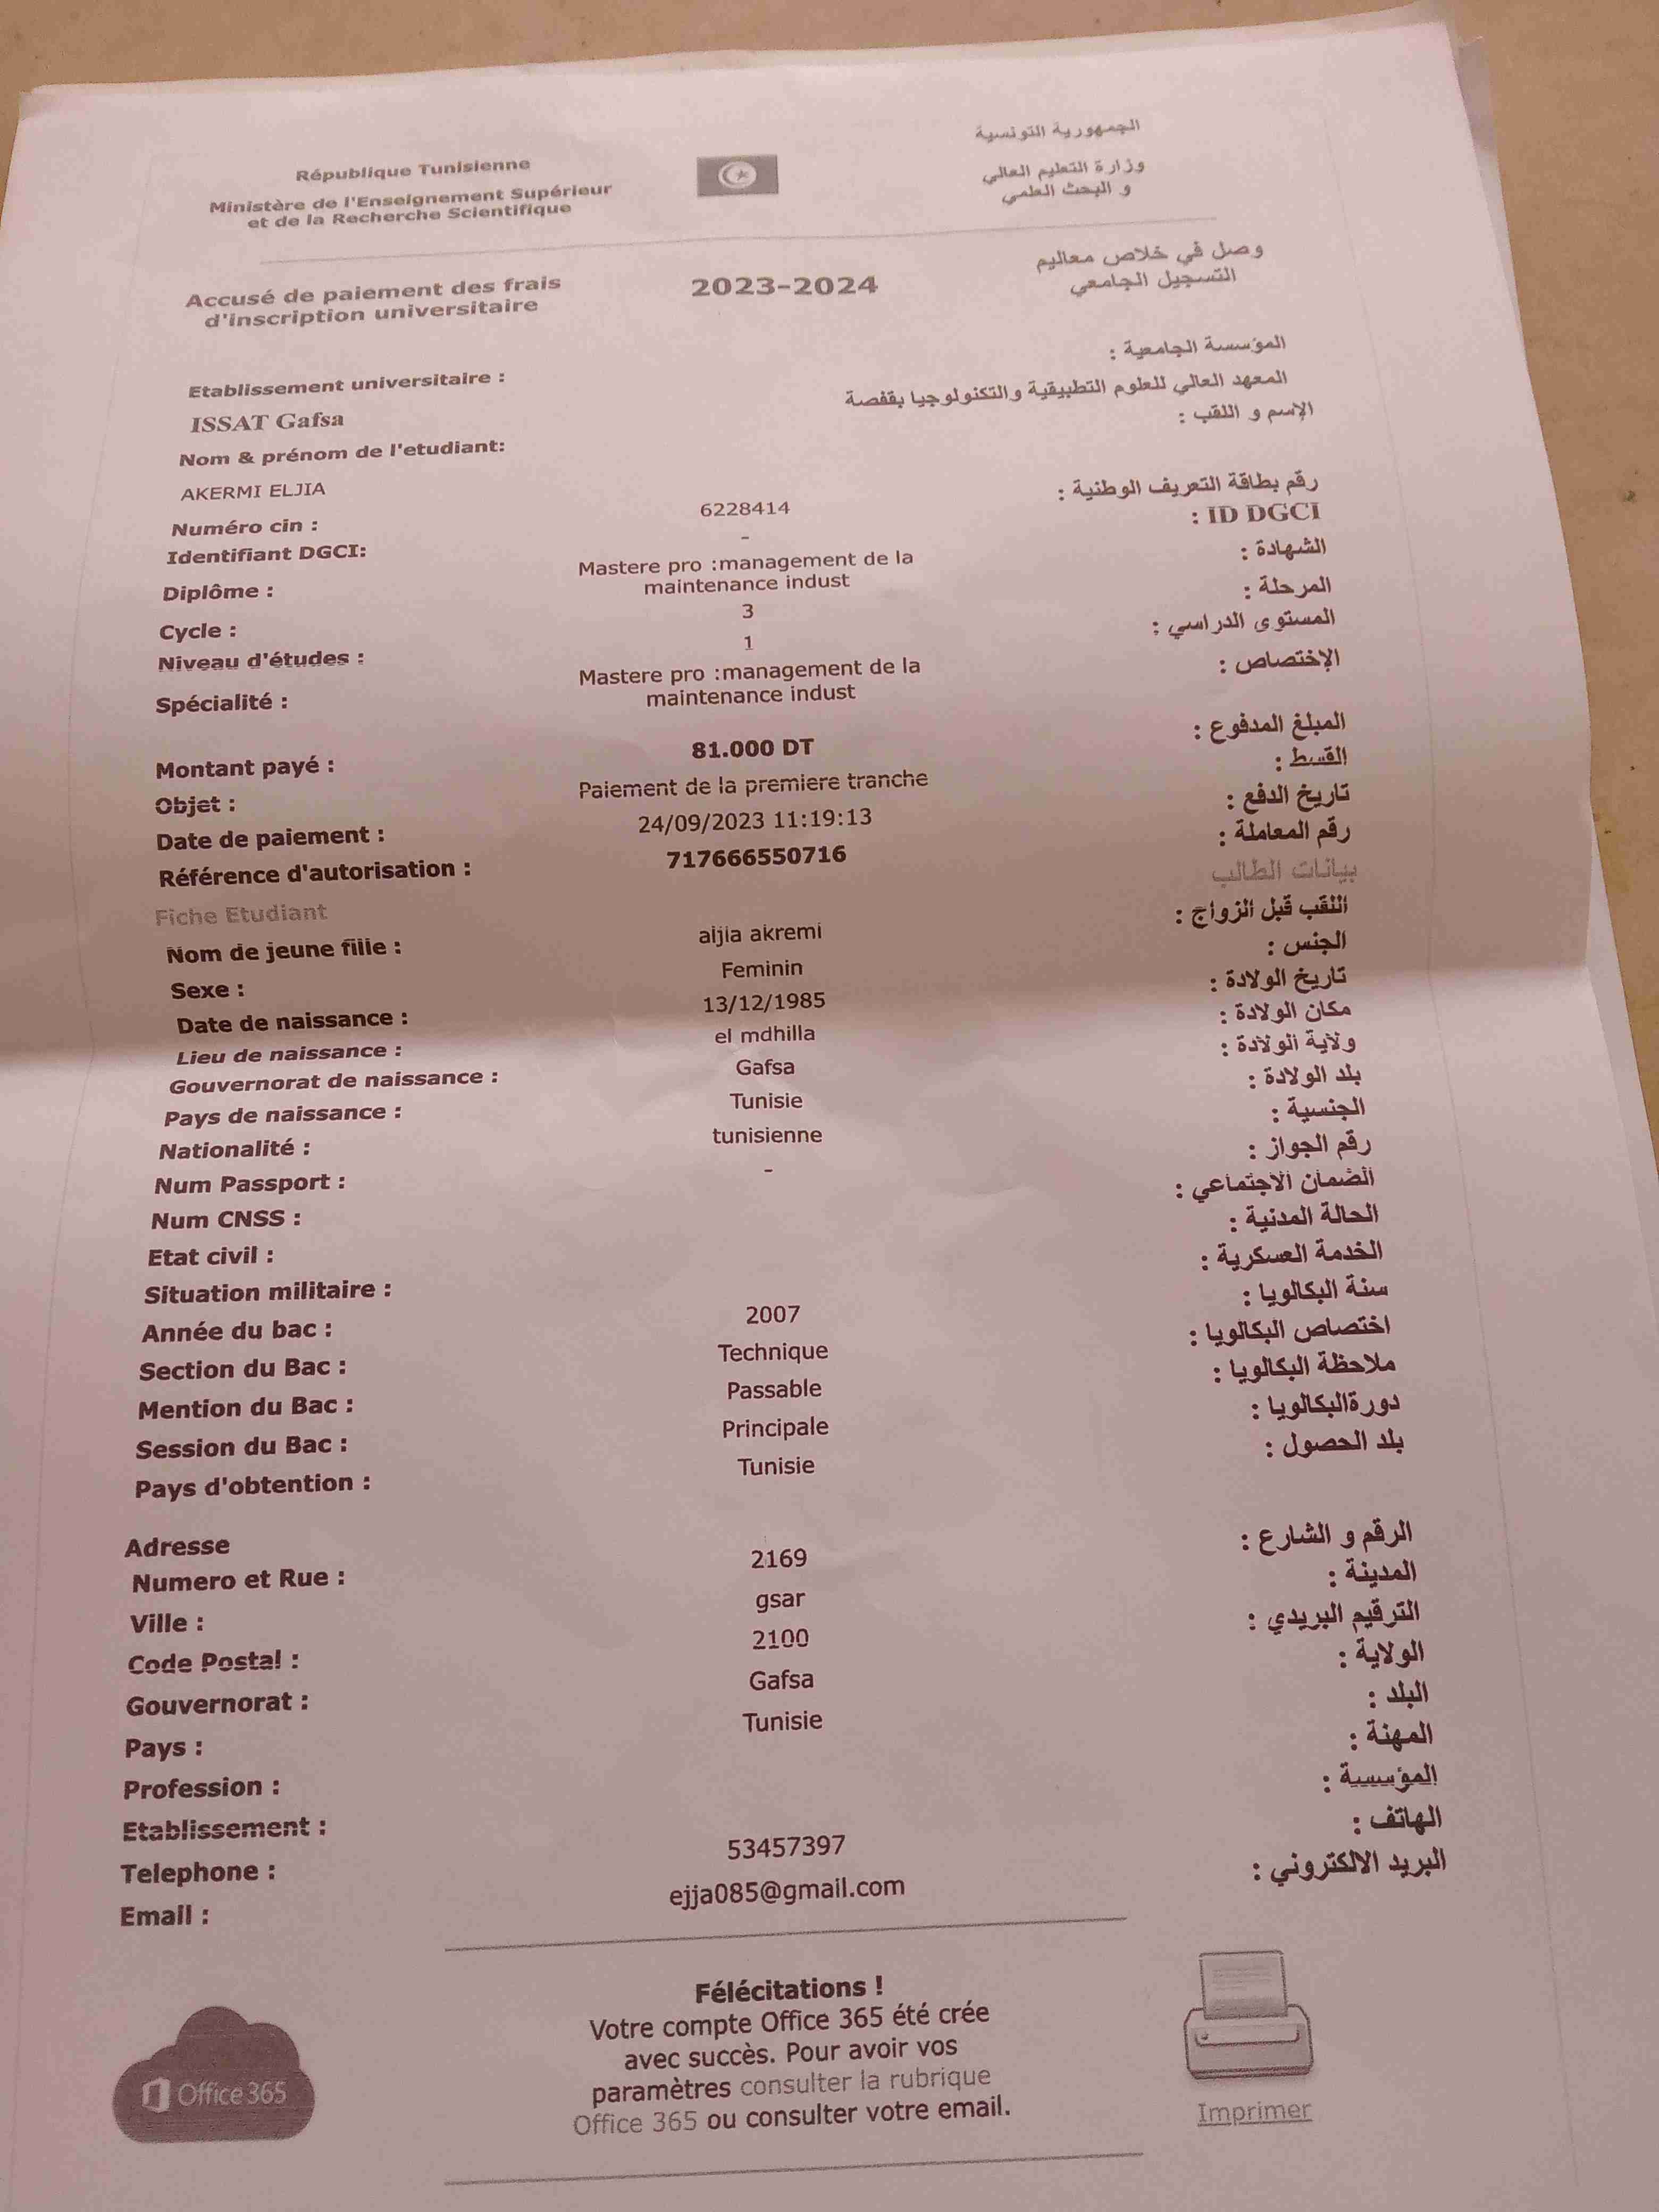 République Tunisienne
Ministère de l'Enseignement Supérieur
et de la Recherche Scientifique
الجمهورية التونسية
وزارة التعليم العالي
و البحث العلمي
Accusé de paiement des frais
d'inscription universitaire
2023-2024
وصل في خلاص معاليم
التسجيل الجامعي
Etablissement universitaire :
المؤسسة الجامعية :
ISSAT Gafsa
المعهد العالي للعلوم التطبيقية والتكنولوجيا بقفصة
Nom & prénom de l'etudiant:
الإسم و اللقب :
AKERMI ELJIA
Numéro cin :
6228414
رقم بطاقة التعريف الوطنية :
Identifiant DGCI:
-
ID DGCI :
Diplôme :
Mastere pro :management de la
maintenance indust
الشهادة :
Cycle :
3
المرحلة :
Niveau d'études :
1
المستوى الدراسي :
Spécialité :
Mastere pro :management de la
maintenance indust
الإختصاص :
Montant payé :
81.000 DT
المبلغ المدفوع :
Objet :
Paiement de la premiere tranche
القسط :
Date de paiement :
24/09/2023 11:19:13
تاريخ الدفع :
Référence d'autorisation :
717666550716
رقم المعاملة :
Fiche Etudiant
بيانات الطالب
Nom de jeune fille :
aljia akremi
اللقب قبل الزواج :
Sexe :
Feminin
الجنس :
Date de naissance :
13/12/1985
تاريخ الولادة :
Lieu de naissance :
el mdhilla
مكان الولادة :
Gouvernorat de naissance :
Gafsa
ولاية الولادة :
Pays de naissance :
Tunisie
بلد الولادة :
Nationalité :
tunisienne
الجنسية :
Num Passport :
-
رقم الجواز :
Num CNSS :
الضمان الاجتماعي :
Etat civil :
الحالة المدنية :
Situation militaire :
الخدمة العسكرية :
Année du bac :
2007
سنة البكالويا :
Section du Bac :
Technique
اختصاص البكالويا :
Mention du Bac :
Passable
ملاحظة البكالويا :
Session du Bac :
Principale
دورةالبكالويا :
Pays d'obtention :
Tunisie
بلد الحصول :
Adresse
Numero et Rue :
2169
الرقم و الشارع :
Ville :
gsar
المدينة :
Code Postal :
2100
الترقيم البريدي :
Gouvernorat :
Gafsa
الولاية :
Pays :
Tunisie
البلد :
Profession :
المهنة :
Etablissement :
المؤسسة :
Telephone :
53457397
الهاتف :
Email :
ejja085@gmail.com
البريد الالكتروني :
Félécitations !
Votre compte Office 365 été crée
avec succès. Pour avoir vos
paramètres consulter la rubrique
Office 365 ou consulter votre email.
Office 365
Imprimer